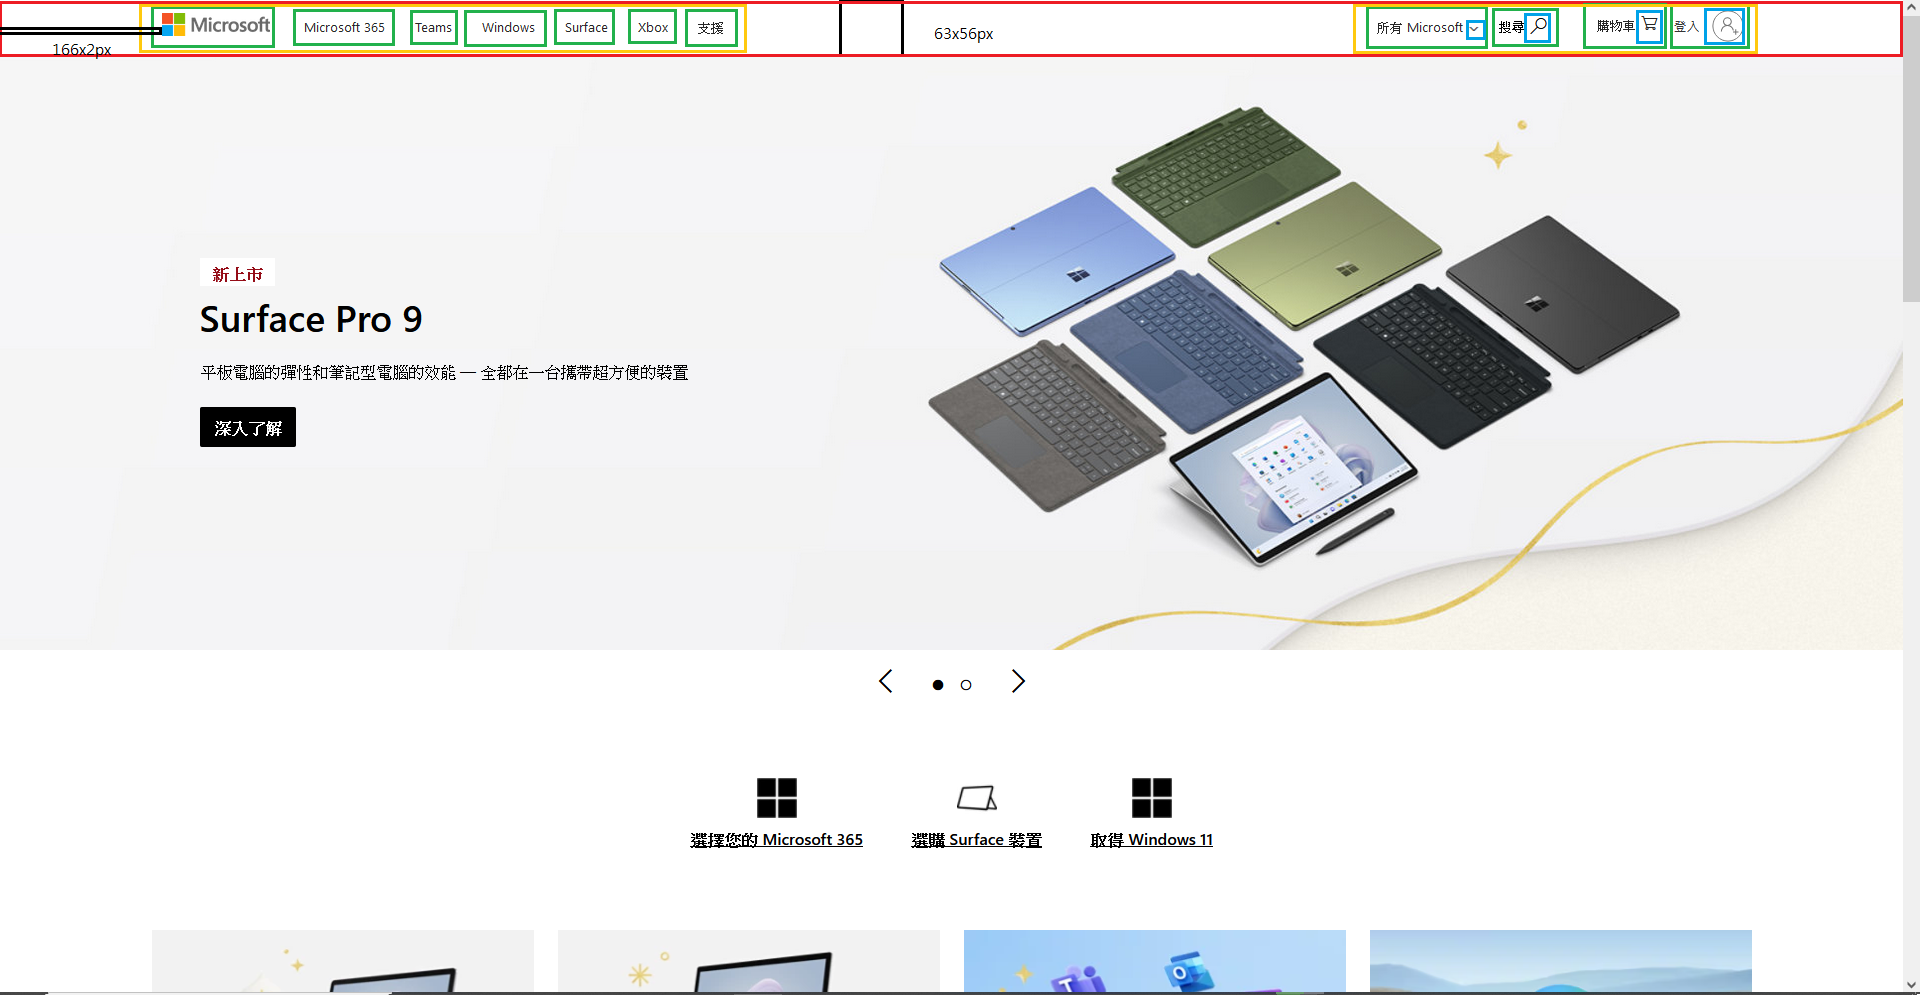 Microsoft Microsoft 365 Teams Windows Surface Xbox 支援 所有 Microsoft 搜尋 購物車 登入
166x2px
63x56px
新上市
Surface Pro 9
平板電腦的彈性和筆記型電腦的效能 — 全都在一台攜帶超方便的裝置
深入了解
選擇您的 Microsoft 365
選購 Surface 裝置
取得 Windows 11